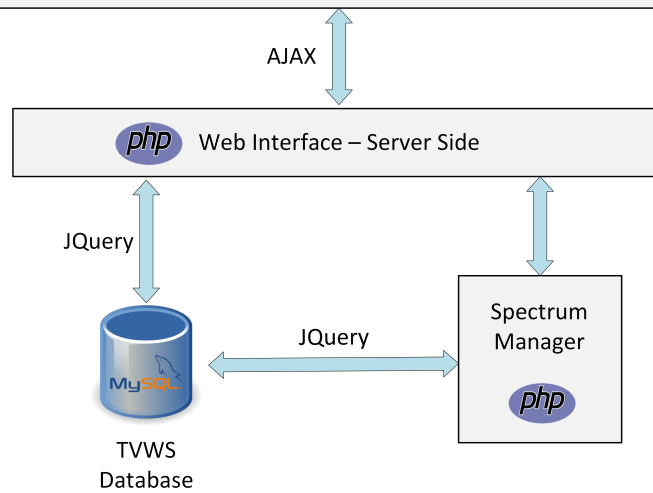 AJAX
php Web Interface – Server Side
JQuery
JQuery
Spectrum
Manager
MySQL
php
TVWS
Database